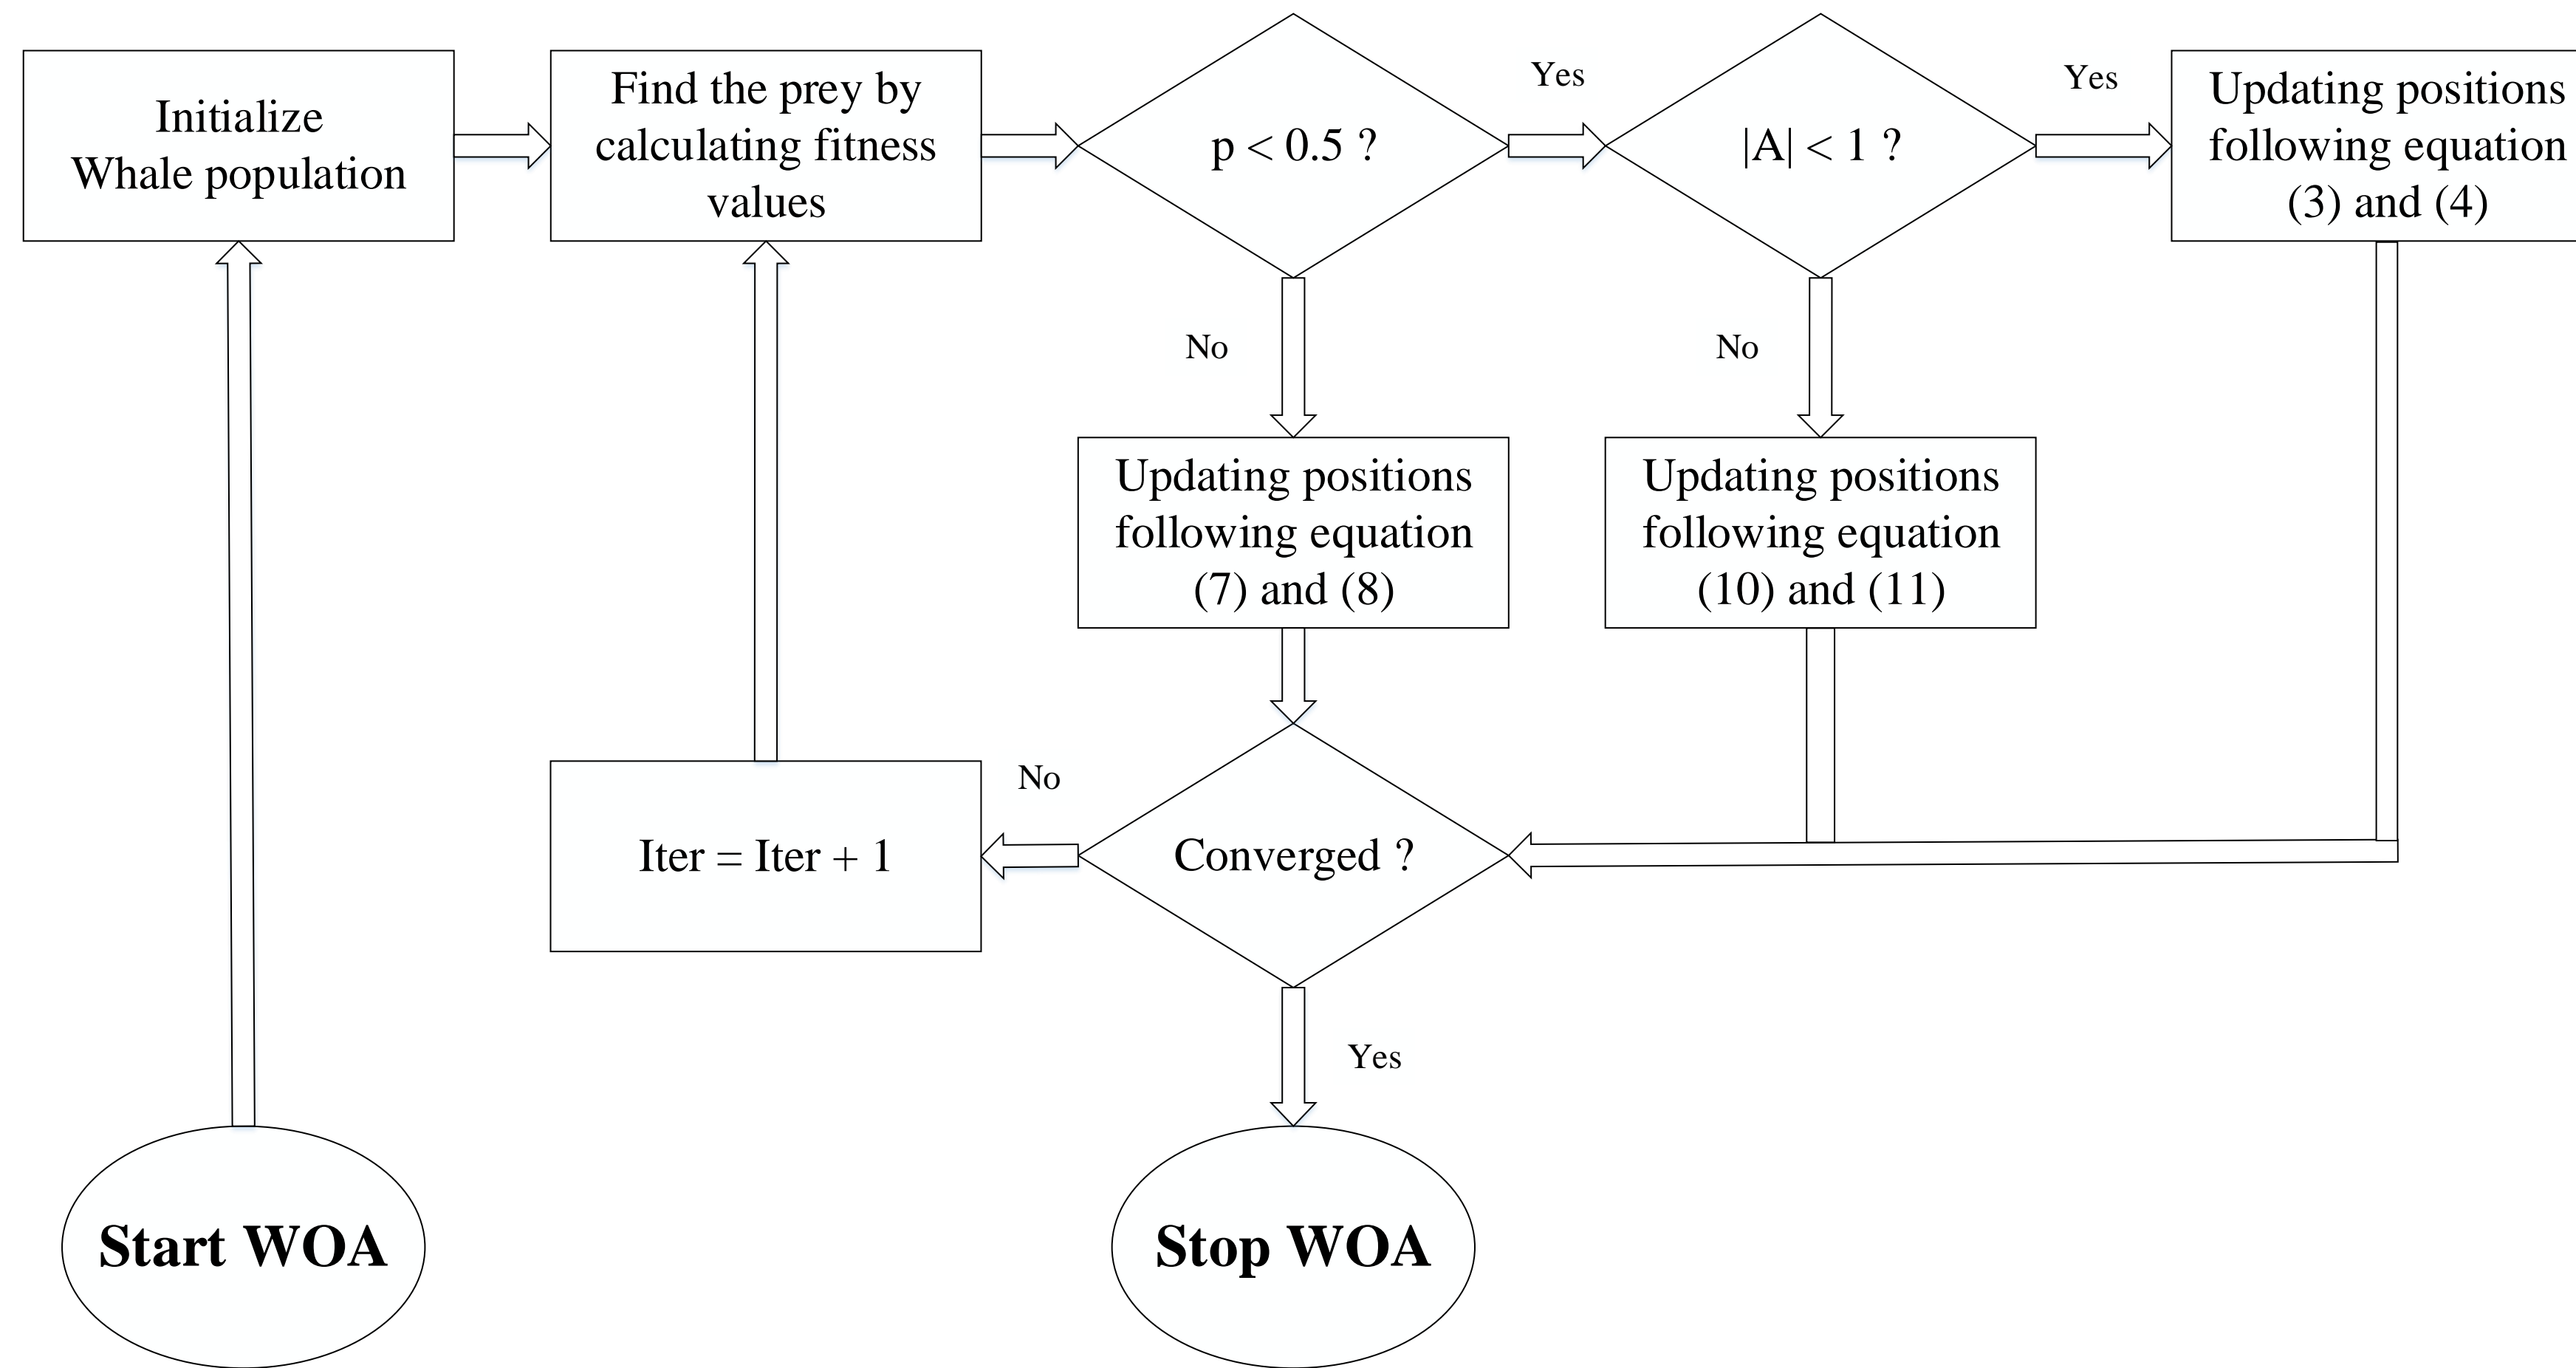 Initialize
Whale population
Find the prey by
calculating fitness
values
p < 0.5 ?
Yes
|A| < 1 ?
Yes
Updating positions
following equation
(3) and (4)
No
No
Updating positions
following equation
(7) and (8)
Updating positions
following equation
(10) and (11)
No
Iter = Iter + 1
Converged ?
Yes
Start WOA
Stop WOA